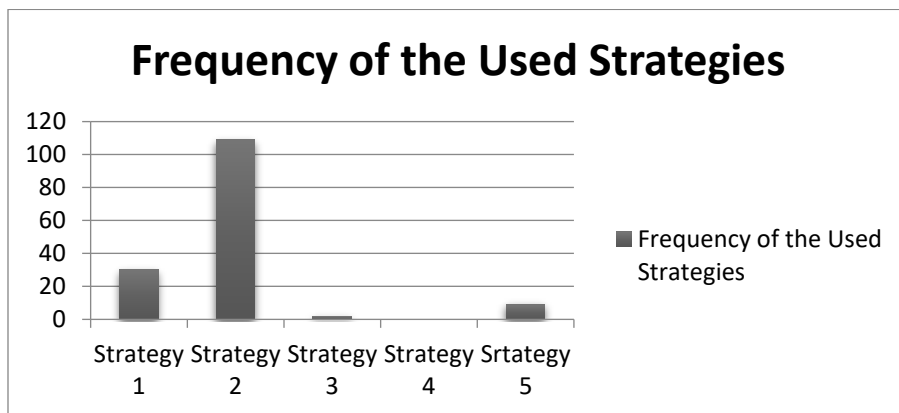 Frequency of the Used Strategies
120
100
80
60
40
20
0
Strategy 1
Strategy 2
Strategy 3
Strategy 4
Srtategy 5
Frequency of the Used
Strategies